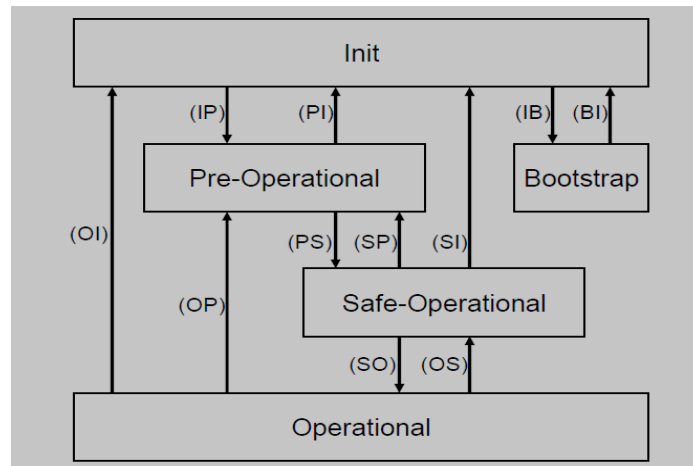 Init
(IP) (PI) (IB) (BI)
Pre-Operational Bootstrap
(OI) (PS) (SP) (SI)
Safe-Operational
(OP)
(SO) (OS)
Operational